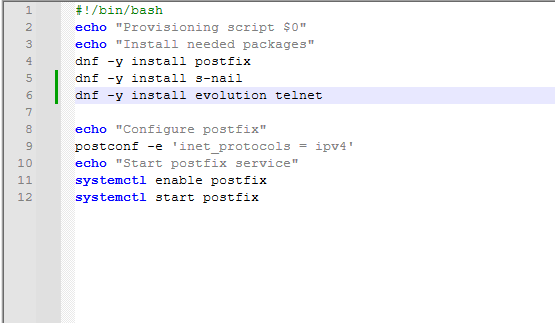 1 #!/bin/bash
2 echo "Provisioning script $0"
3 echo "Install needed packages"
4 dnf -y install postfix
5 dnf -y install s-nail
6 dnf -y install evolution telnet
7
8 echo "Configure postfix"
9 postconf -e 'inet_protocols = ipv4'
10 echo "Start postfix service"
11 systemctl enable postfix
12 systemctl start postfix